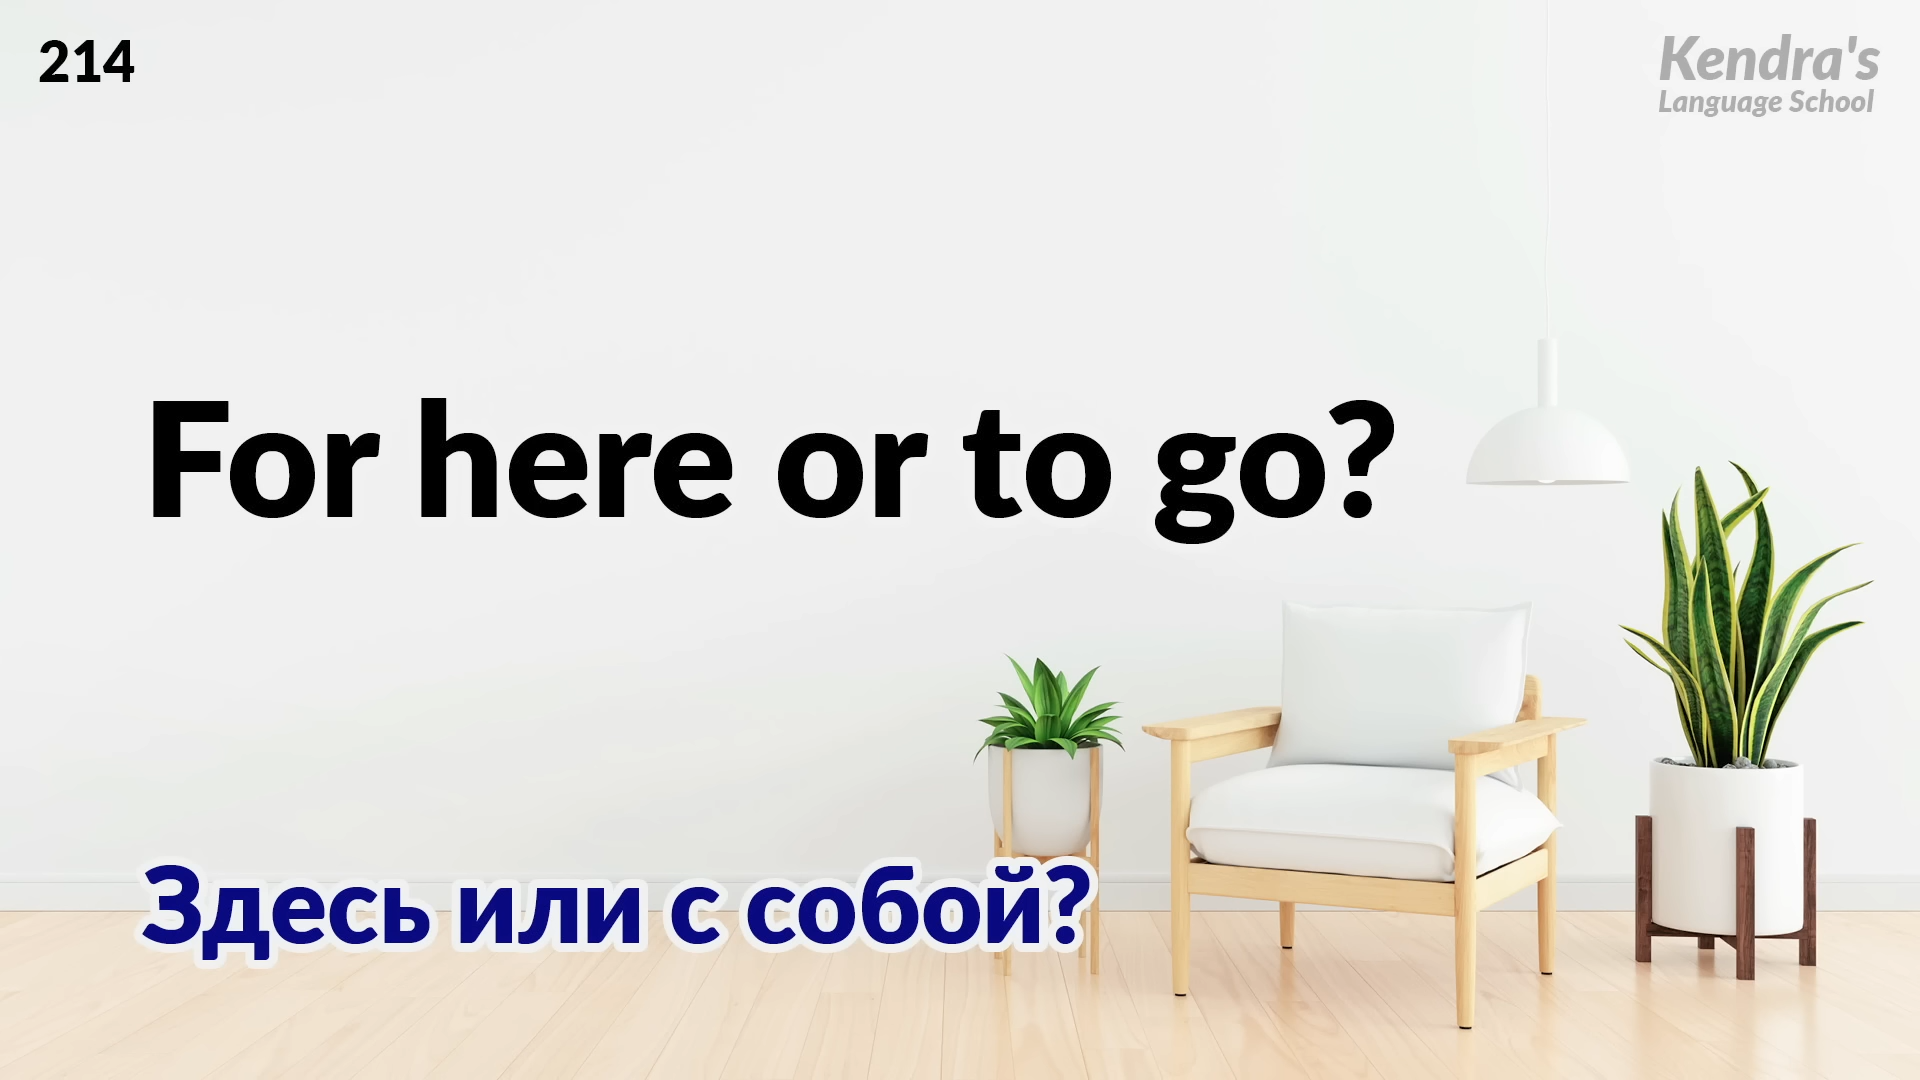 214
Kendra's
Language School
For here or to go?
Здесь или с собой?